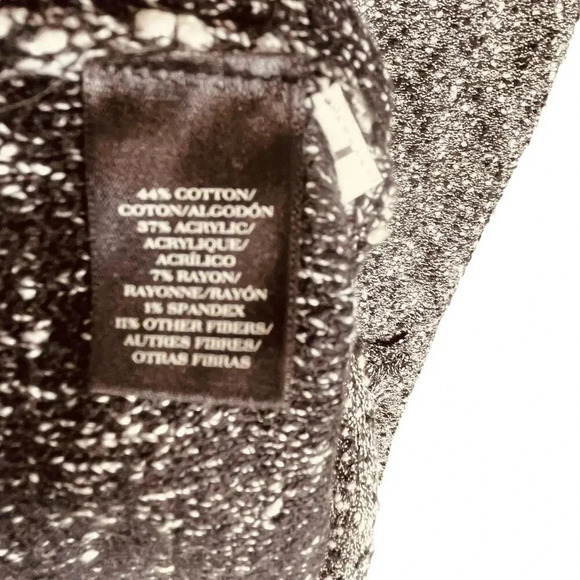 44% COTTON/
COTON/ALGODÓN
37% ACRYLIC/
ACRYLIQUE/
ACRÍLICO
7% RAYON/
RAYONNE/RAYÓN
1% SPANDEX
11% OTHER FIBERS/
AUTRES FIBRES/
OTRAS FIBRAS